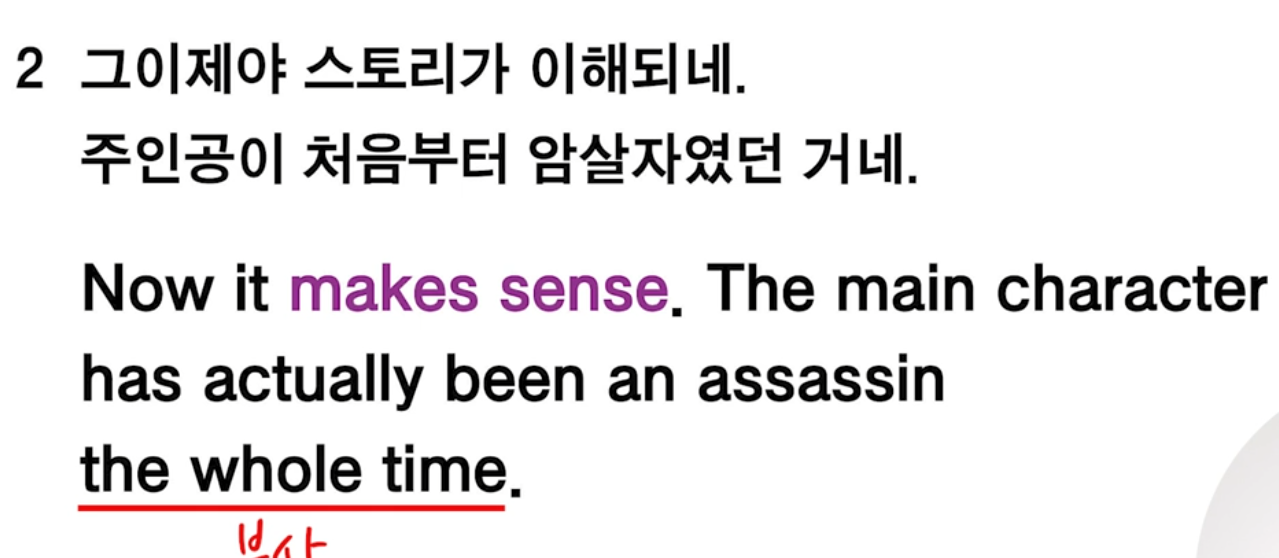 2 그이제야 스토리가 이해되네.
주인공이 처음부터 암살자였던 거네.
Now it makes sense. The main character
has actually been an assassin
the whole time.
부사